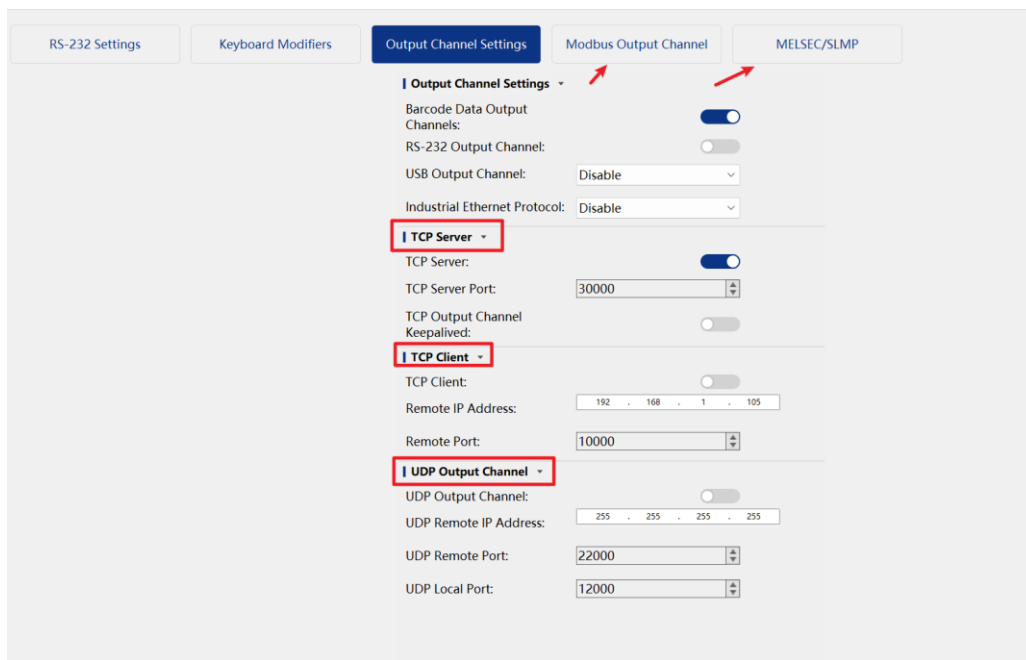 RS-232 Settings
Keyboard Modifiers
Output Channel Settings
Modbus Output Channel
MELSEC/SLMP
Output Channel Settings
Barcode Data Output
Channels:
RS-232 Output Channel:
USB Output Channel: Disable
Industrial Ethernet Protocol: Disable
TCP Server
TCP Server:
TCP Server Port: 30000
TCP Output Channel
Keepalived:
TCP Client
TCP Client:
Remote IP Address: 192 . 168 . 1 . 105
Remote Port: 10000
UDP Output Channel
UDP Output Channel:
UDP Remote IP Address: 255 . 255 . 255 . 255
UDP Remote Port: 22000
UDP Local Port: 12000